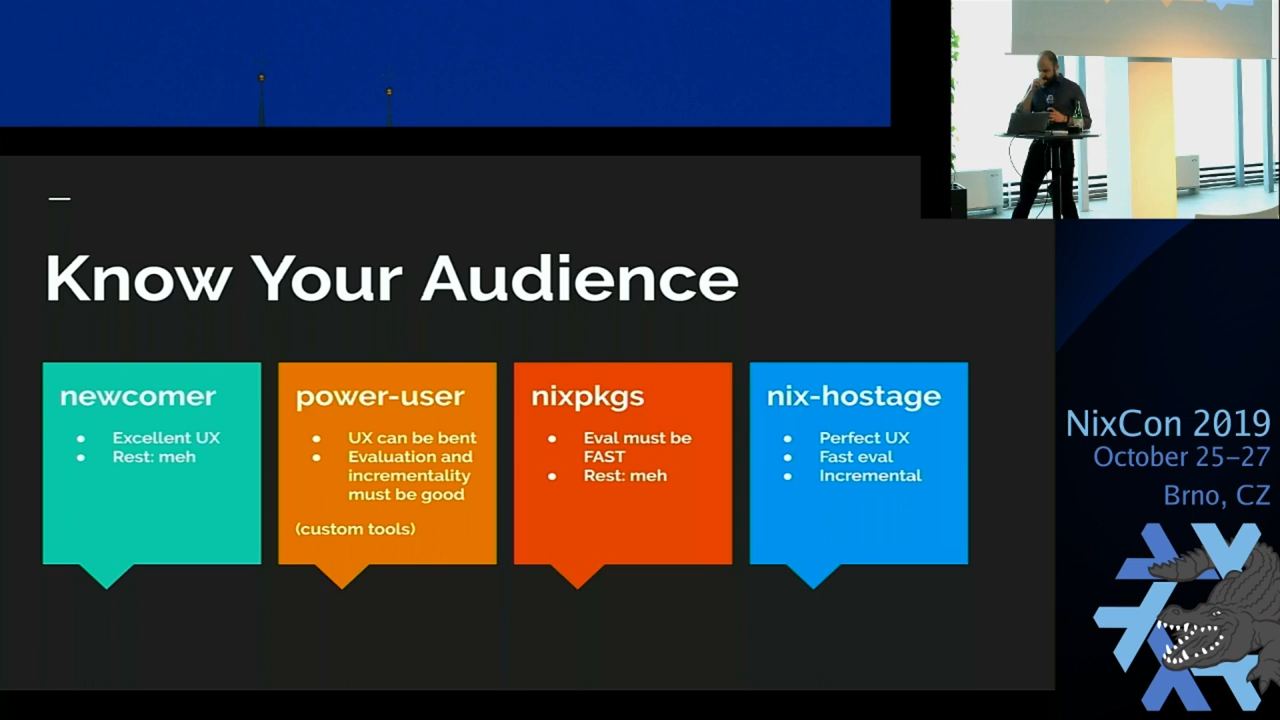 Know Your Audience
newcomer
● Excellent UX
● Rest: meh
power-user
● UX can be bent
● Evaluation and
incrementality
must be good
(custom tools)
nixpkgs
● Eval must be
FAST
● Rest: meh
nix-hostage
● Perfect UX
● Fast eval
● Incremental
NixCon 2019
October 25–27
Brno, CZ